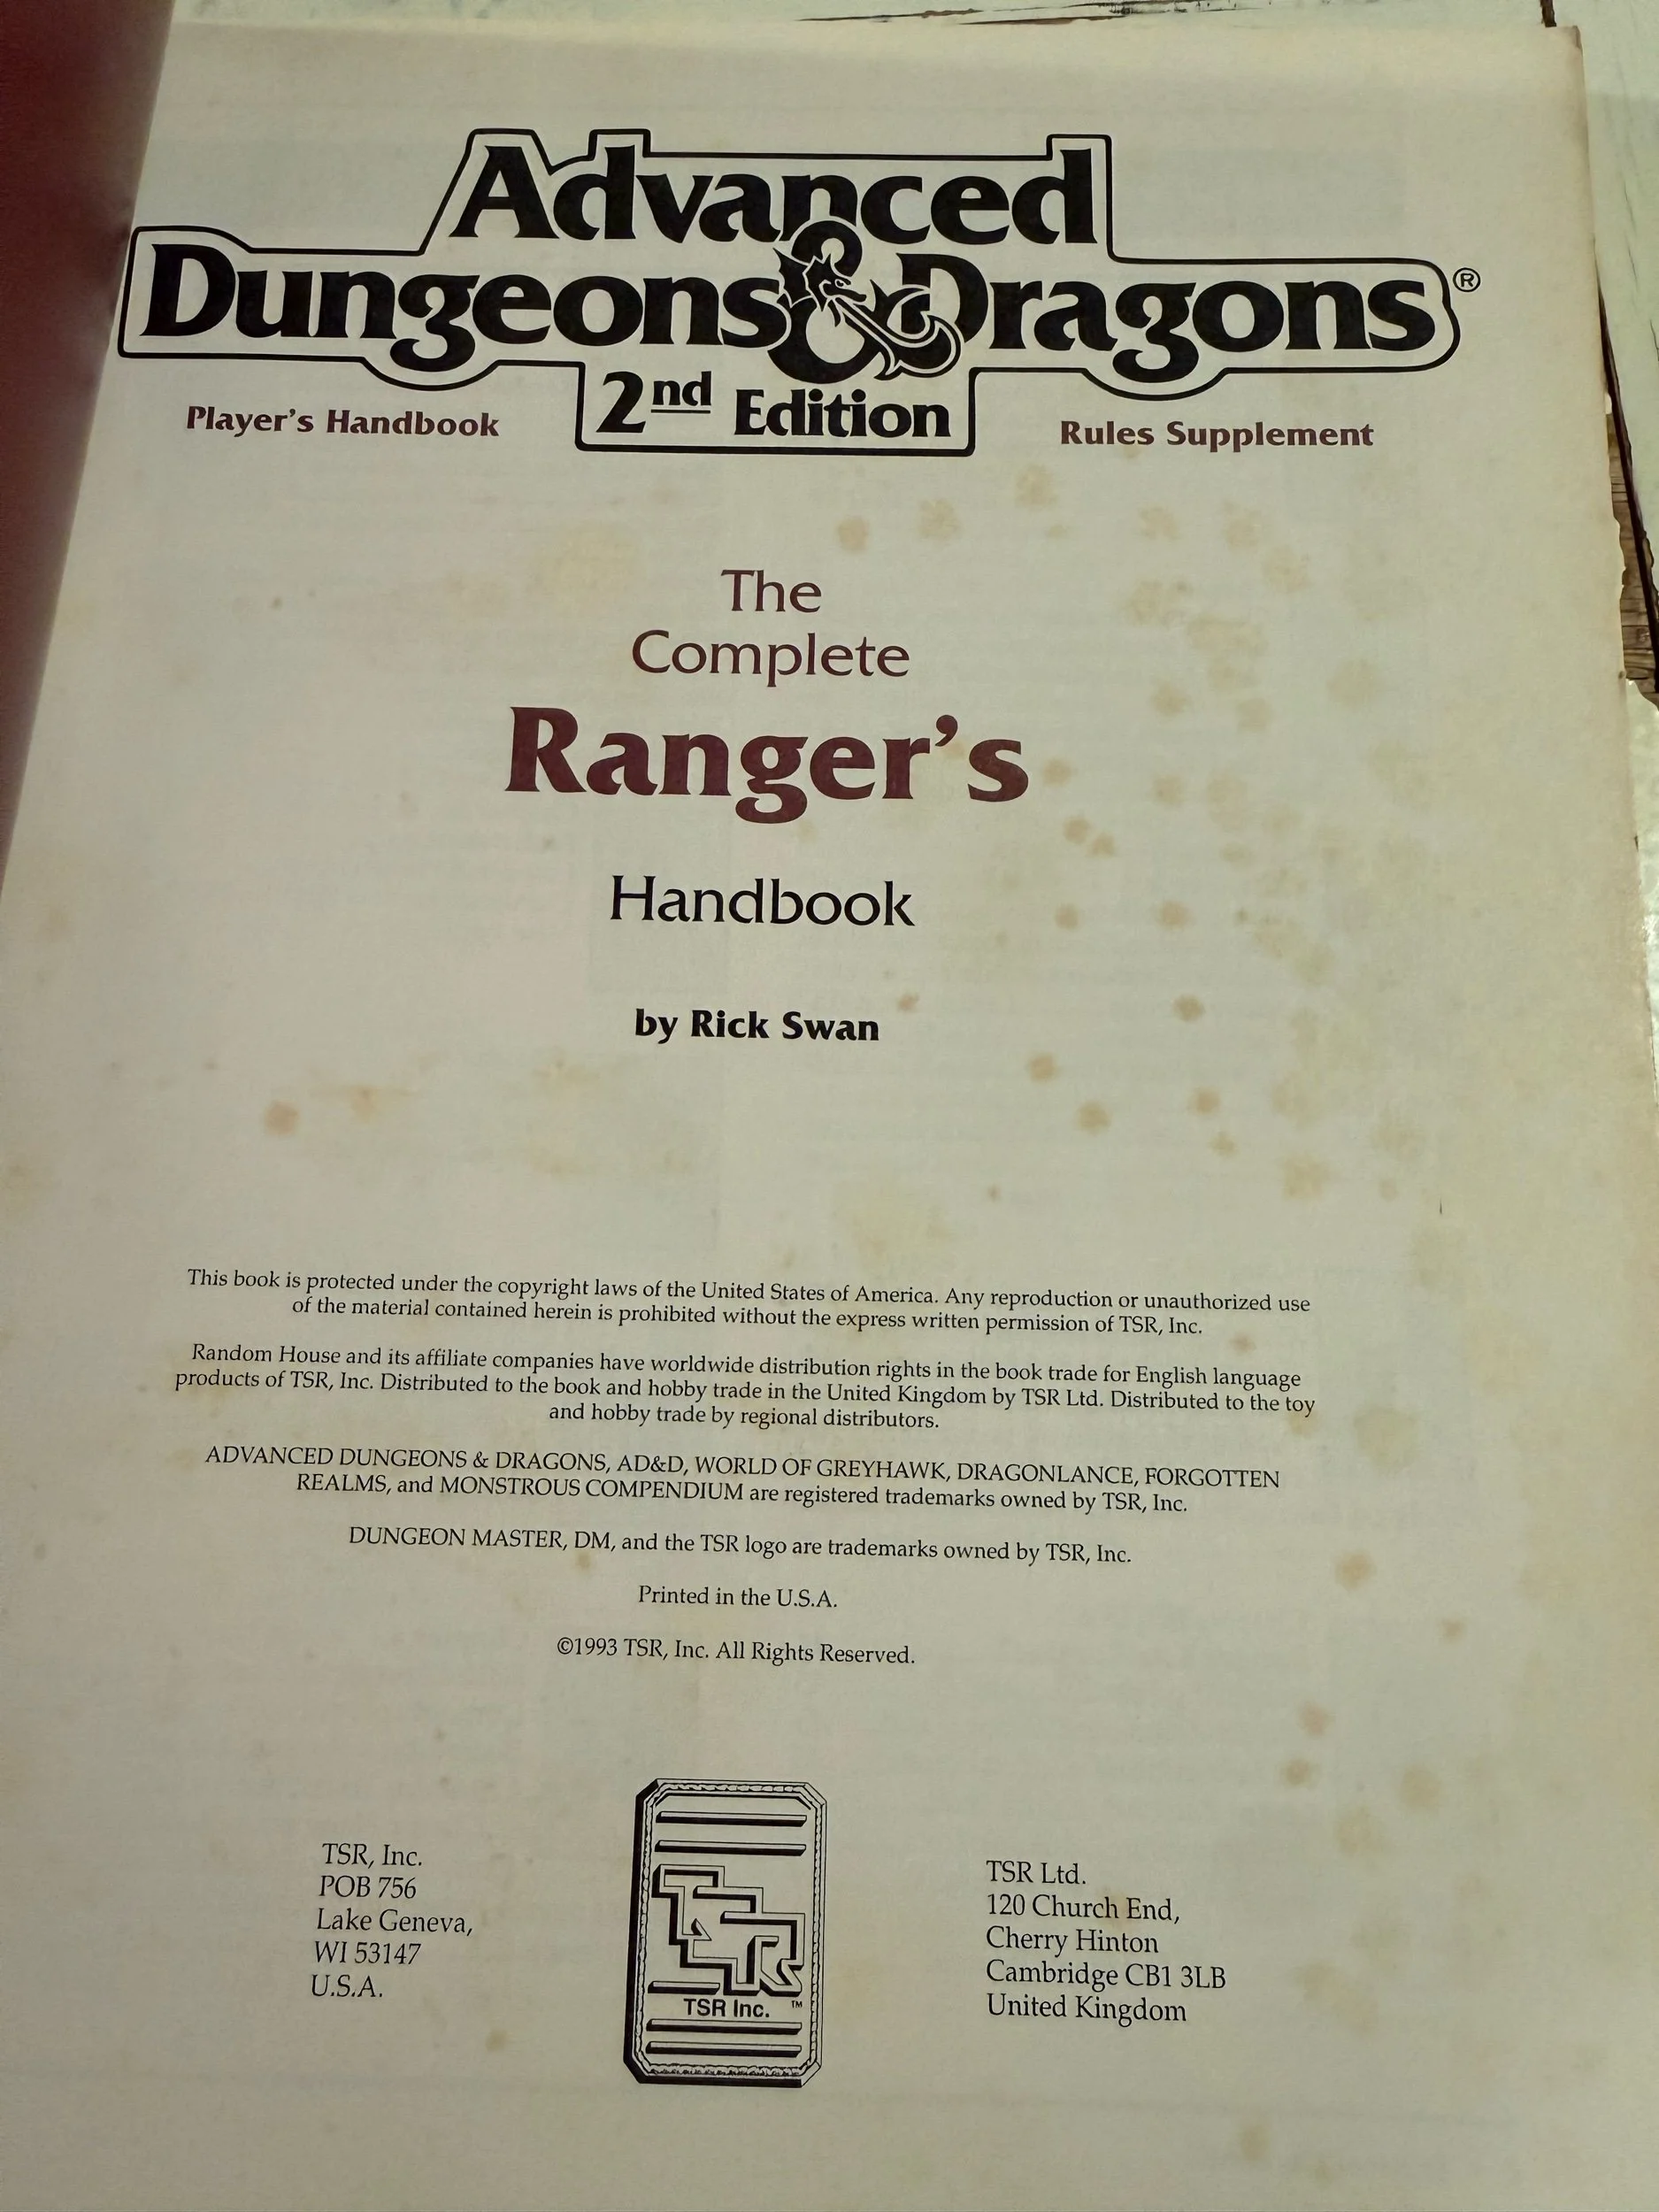 Advanced
Dungeons & Dragons®
2nd Edition
Player's Handbook
Rules Supplement
The
Complete
Ranger's
Handbook
by Rick Swan
This book is protected under the copyright laws of the United States of America. Any reproduction or unauthorized use
of the material contained herein is prohibited without the express written permission of TSR, Inc.
Random House and its affiliate companies have worldwide distribution rights in the book trade for English language
products of TSR, Inc. Distributed to the book and hobby trade in the United Kingdom by TSR Ltd. Distributed to the toy
and hobby trade by regional distributors.
ADVANCED DUNGEONS & DRAGONS, AD&D, WORLD OF GREYHAWK, DRAGONLANCE, FORGOTTEN
REALMS, and MONSTROUS COMPENDIUM are registered trademarks owned by TSR, Inc.
DUNGEON MASTER, DM, and the TSR logo are trademarks owned by TSR, Inc.
Printed in the U.S.A.
©1993 TSR, Inc. All Rights Reserved.
TSR, Inc.
POB 756
Lake Geneva,
WI 53147
U.S.A.
TSR
TSR Inc. ™
TSR Ltd.
120 Church End,
Cherry Hinton
Cambridge CB1 3LB
United Kingdom